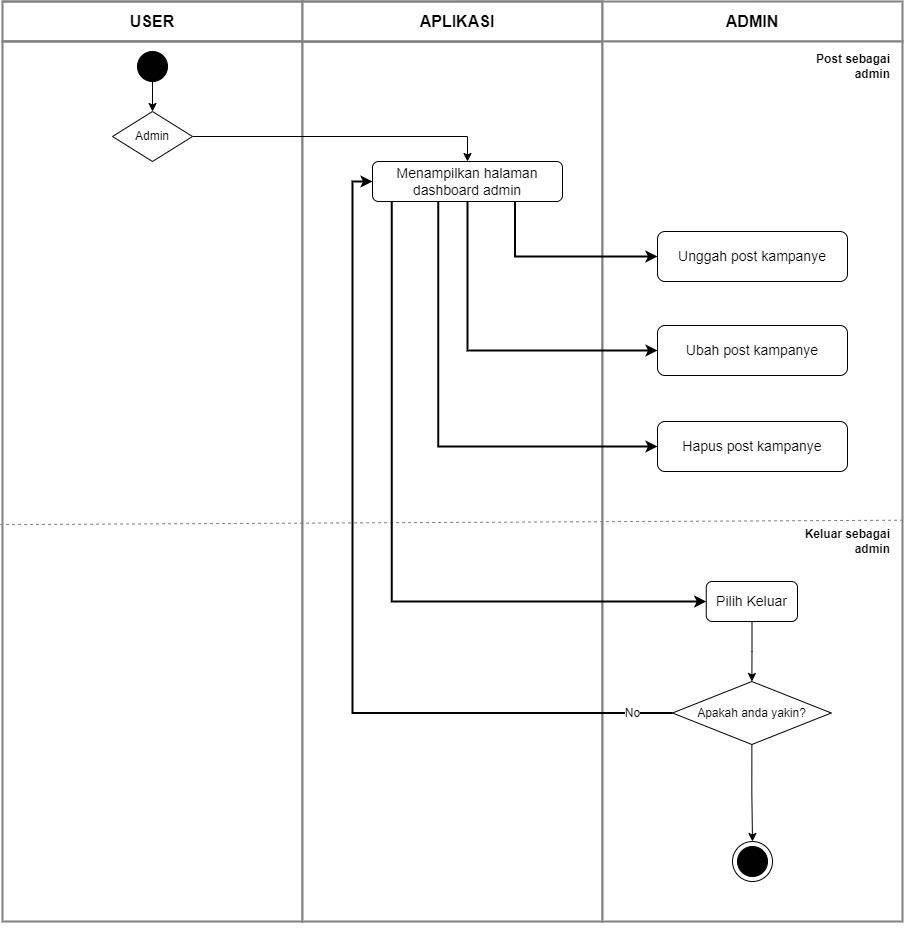 USER
APLIKASI
ADMIN
Post sebagai
admin
Admin
Menampilkan halaman
dashboard admin
Unggah post kampanye
Ubah post kampanye
Hapus post kampanye
Keluar sebagai
admin
Pilih Keluar
No
Apakah anda yakin?